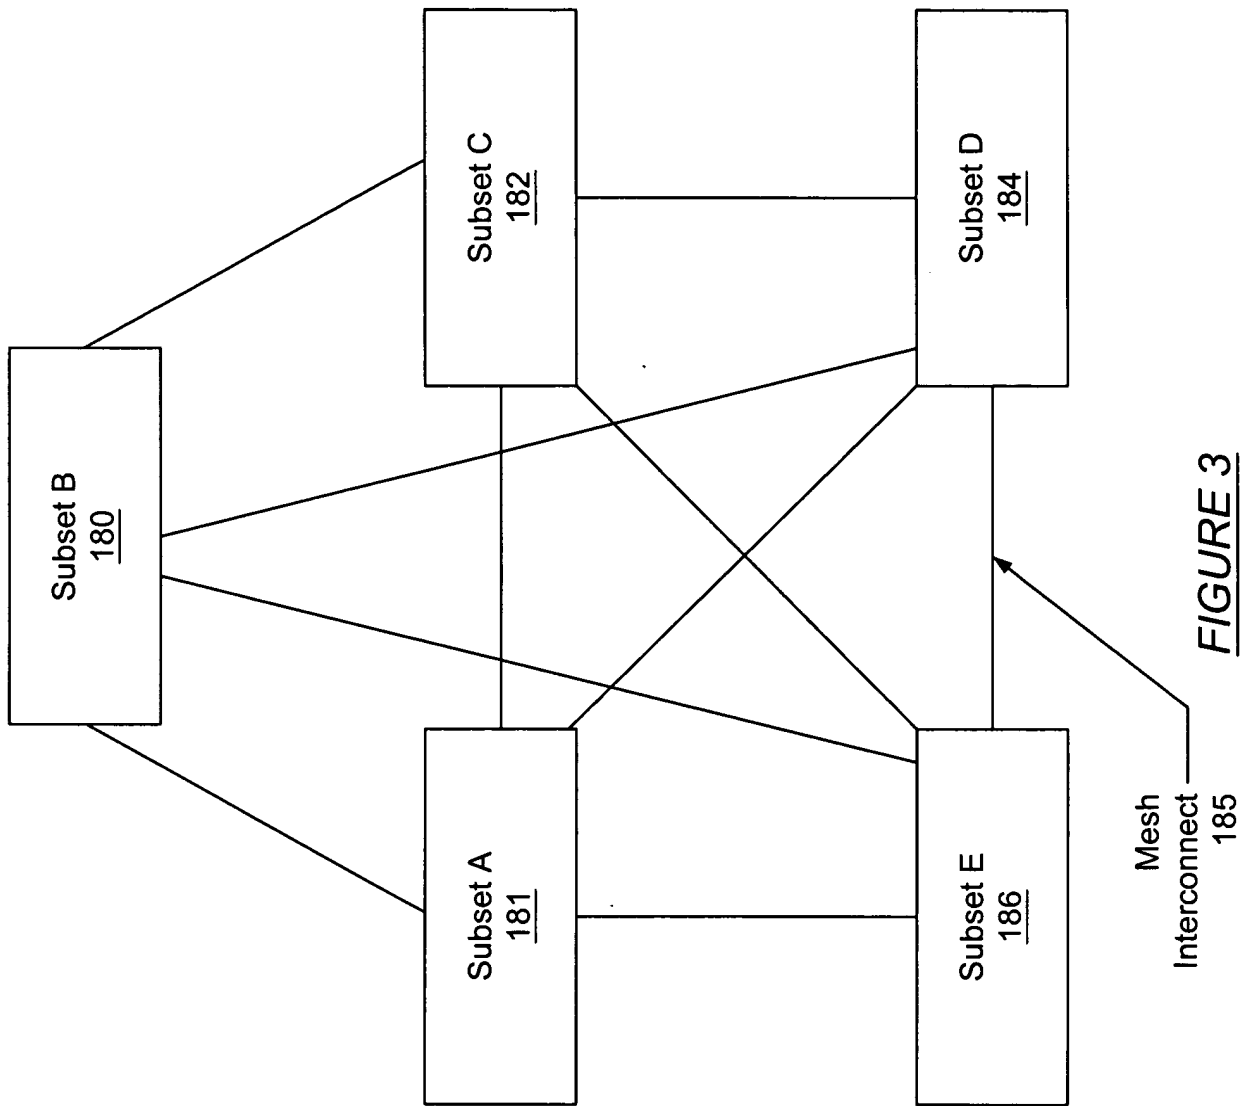 Subset B
180
Subset A
181
Subset C
182
Subset E
186
Subset D
184
Mesh
Interconnect
185
FIGURE 3